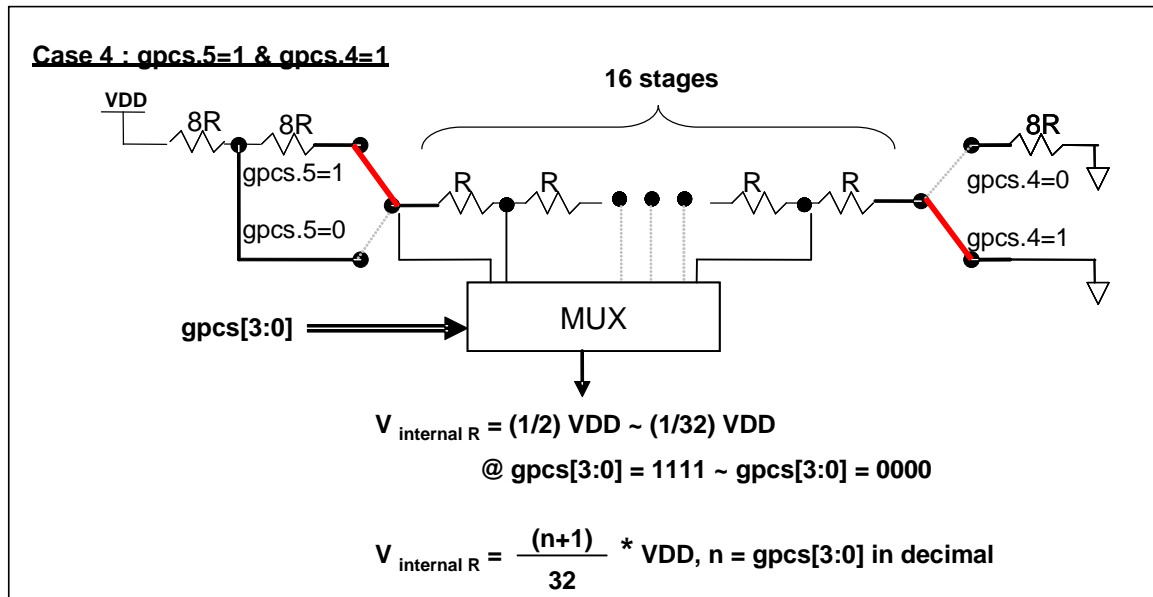 Case 4 : gpcs.5=1 & gpcs.4=1
16 stages
VDD
8R
8R
8R
gpcs.5=1
R
R
R
R
gpcs.4=0
gpcs.5=0
gpcs.4=1
MUX
gpcs[3:0]
V internal R = (1/2) VDD ~ (1/32) VDD
@ gpcs[3:0] = 1111 ~ gpcs[3:0] = 0000
V internal R = (n+1) / 32 * VDD, n = gpcs[3:0] in decimal